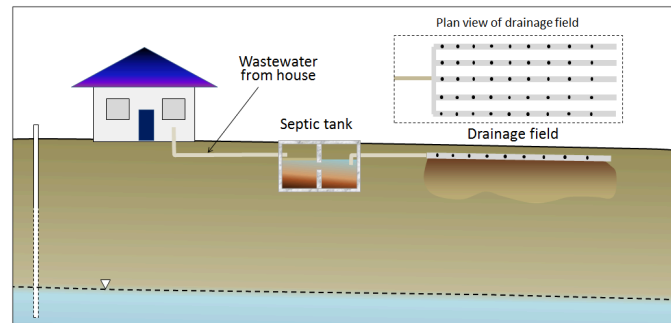 Plan view of drainage field
Wastewater
from house
Septic tank
Drainage field